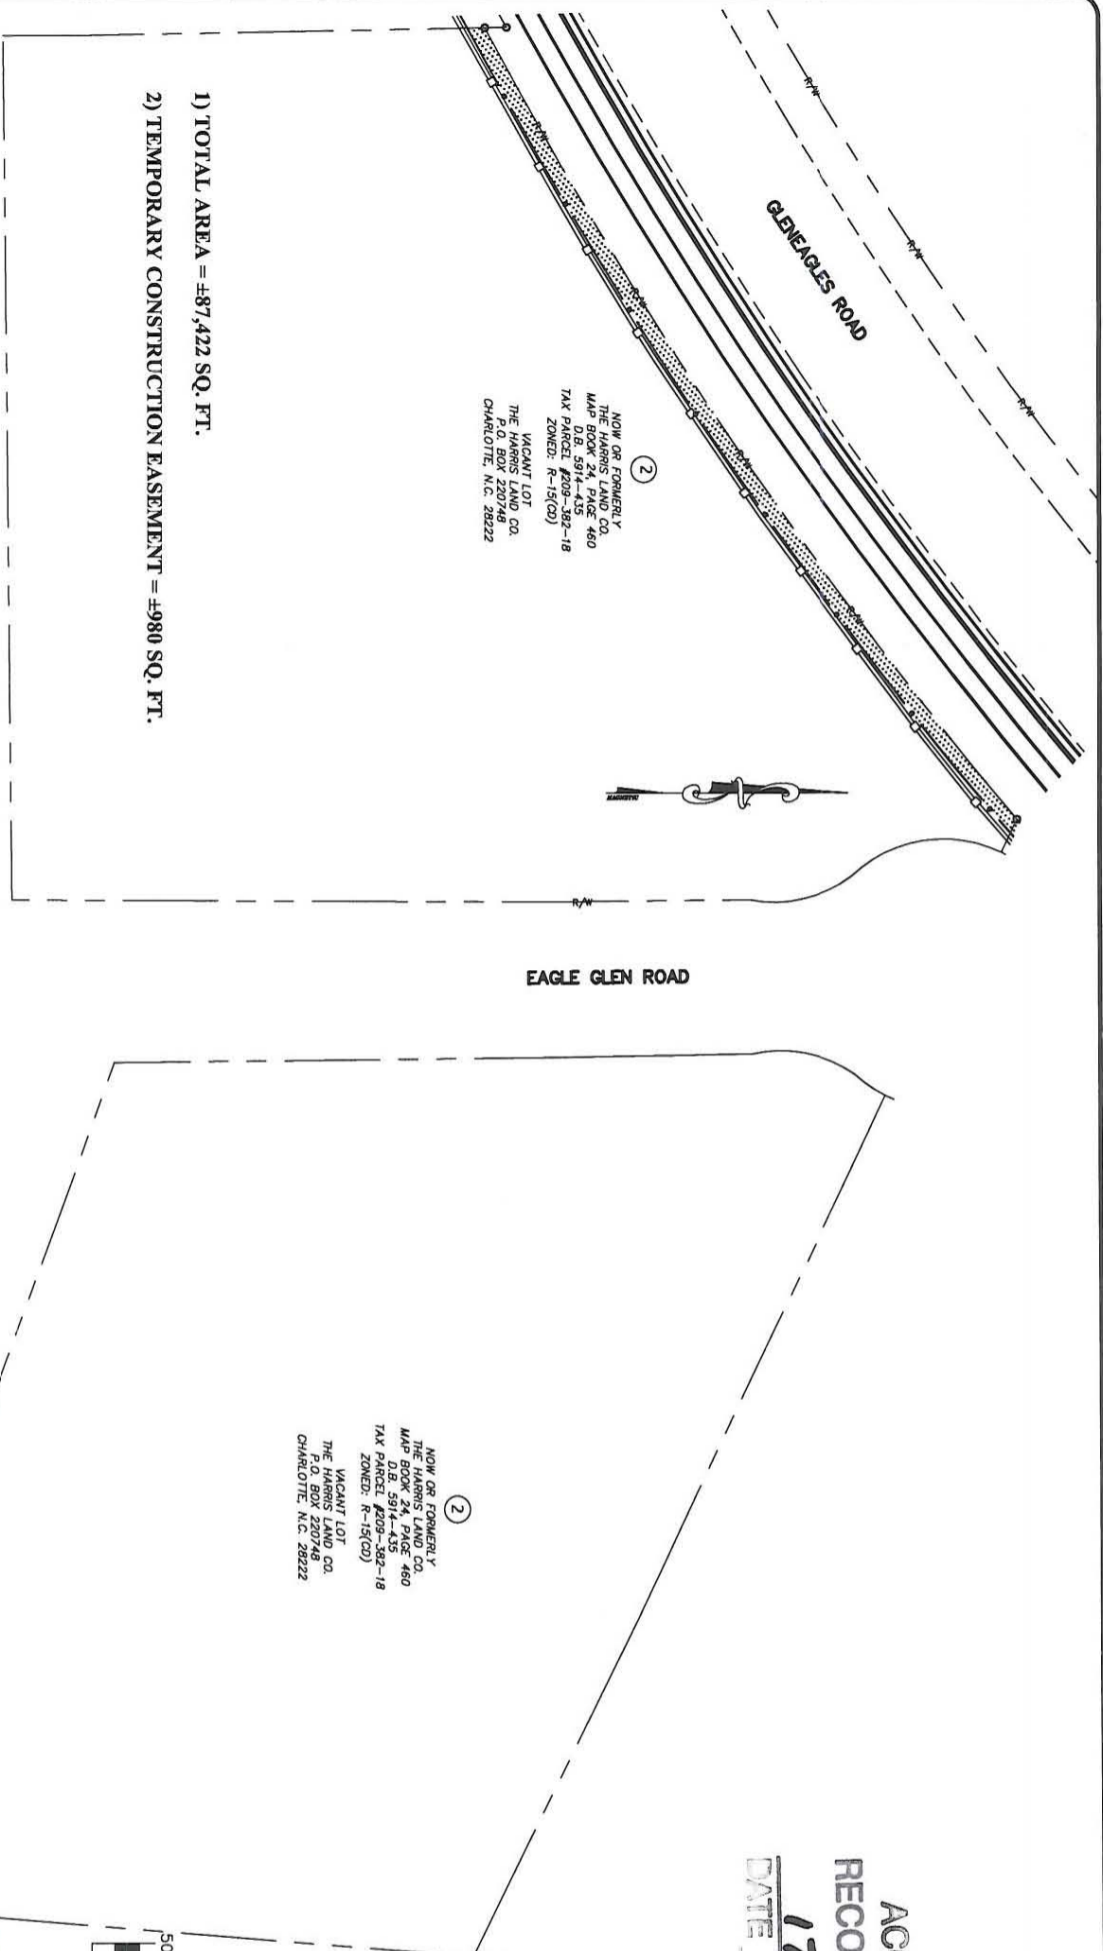 R/W
R/W
R/W
GLENEAGLES ROAD
R/W
R/W
R/W
R/W
2
NOW OR FORMERLY
THE HARRIS LAND CO.
MAP BOOK 24, PAGE 460
D.B. 5914-435
TAX PARCEL #209-382-18
ZONED: R-15(CD)
VACANT LOT
THE HARRIS LAND CO.
P.O. BOX 220748
CHARLOTTE, N.C. 28222
1) TOTAL AREA = ±87,422 SQ. FT.
2) TEMPORARY CONSTRUCTION EASEMENT = ±980 SQ. FT.
MAGNETIC
R/W
EAGLE GLEN ROAD
2
NOW OR FORMERLY
THE HARRIS LAND CO.
MAP BOOK 24, PAGE 460
D.B. 5914-435
TAX PARCEL #209-382-18
ZONED: R-15(CD)
VACANT LOT
THE HARRIS LAND CO.
P.O. BOX 220748
CHARLOTTE, N.C. 28222
AC
RECO
17
DATE
50